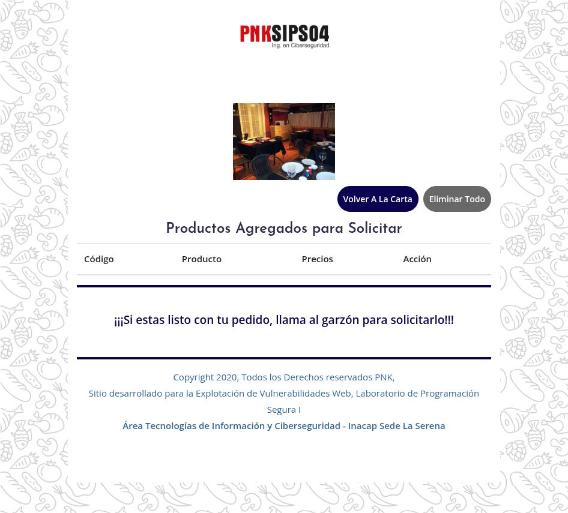 PNKSIPS04
Ing. en Ciberseguridad
Volver A La Carta
Eliminar Todo
Productos Agregados para Solicitar
Código Producto Precios Acción
¡¡¡Si estas listo con tu pedido, llama al garzón para solicitarlo!!!
Copyright 2020, Todos los Derechos reservados PNK,
Sitio desarrollado para la Explotación de Vulnerabilidades Web, Laboratorio de Programación
Segura I
Área Tecnologías de Información y Ciberseguridad - Inacap Sede La Serena